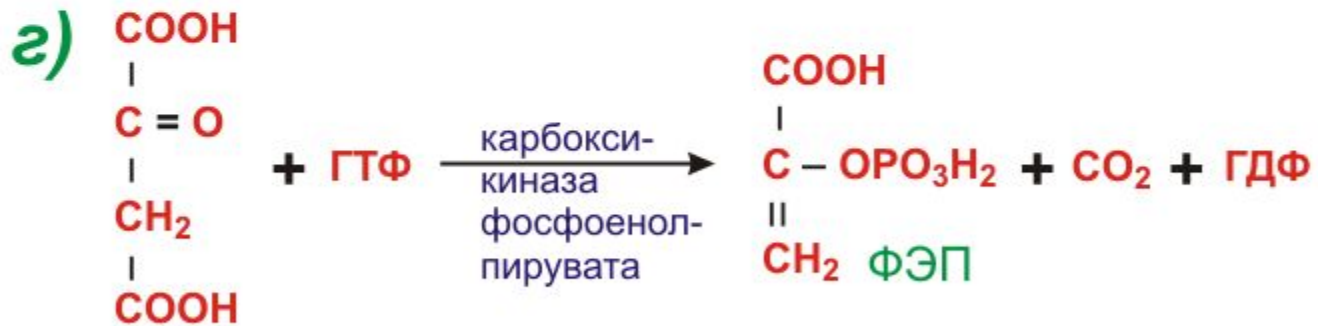 г)
COOH
C = O
CH₂
COOH
+ ГТФ
карбокси-
киназа
фосфоенол-
пирувата
COOH
C – OPO₃H₂ + CO₂ + ГДФ
CH₂ ФЭП